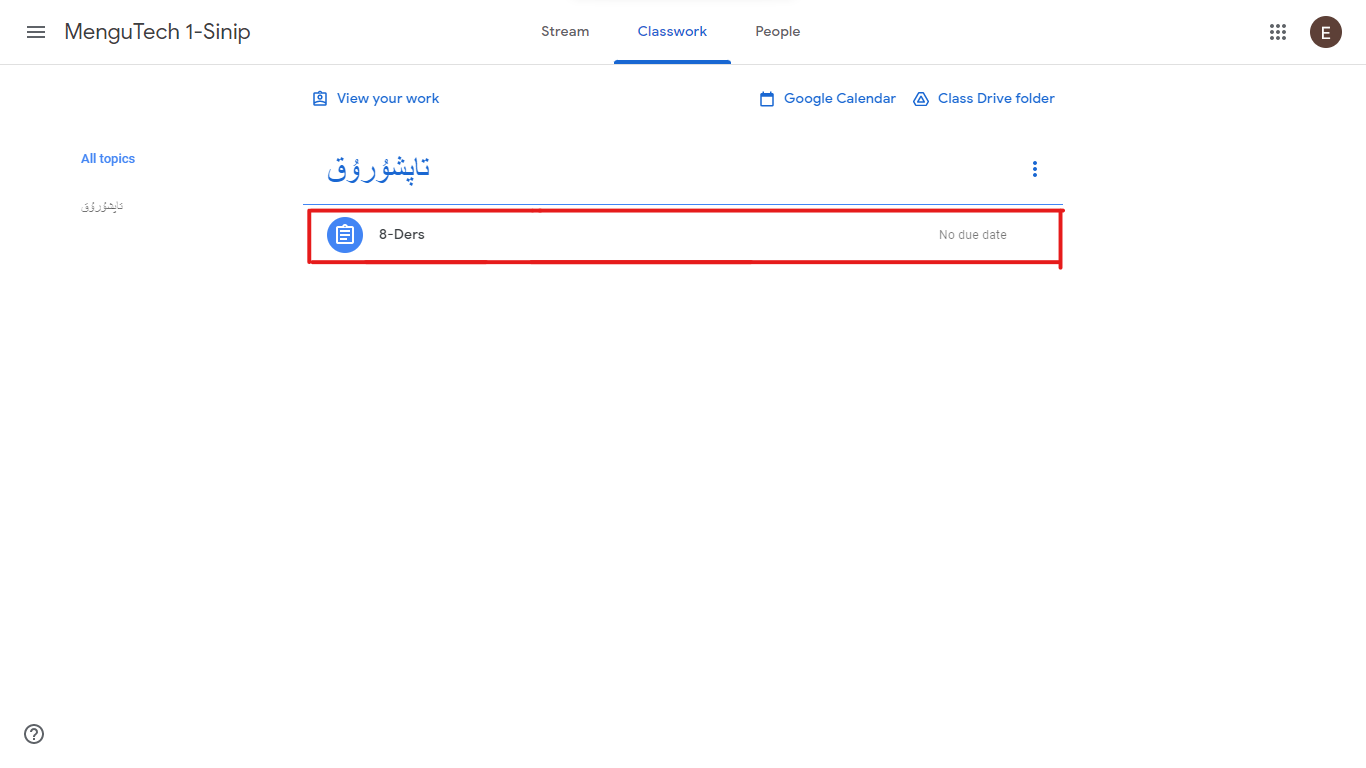 MenguTech 1-Sinip
Stream
Classwork
People
E
View your work
Google Calendar
Class Drive folder
All topics
تاپشۇرۇق
تاپشۇرۇق
8-Ders
No due date